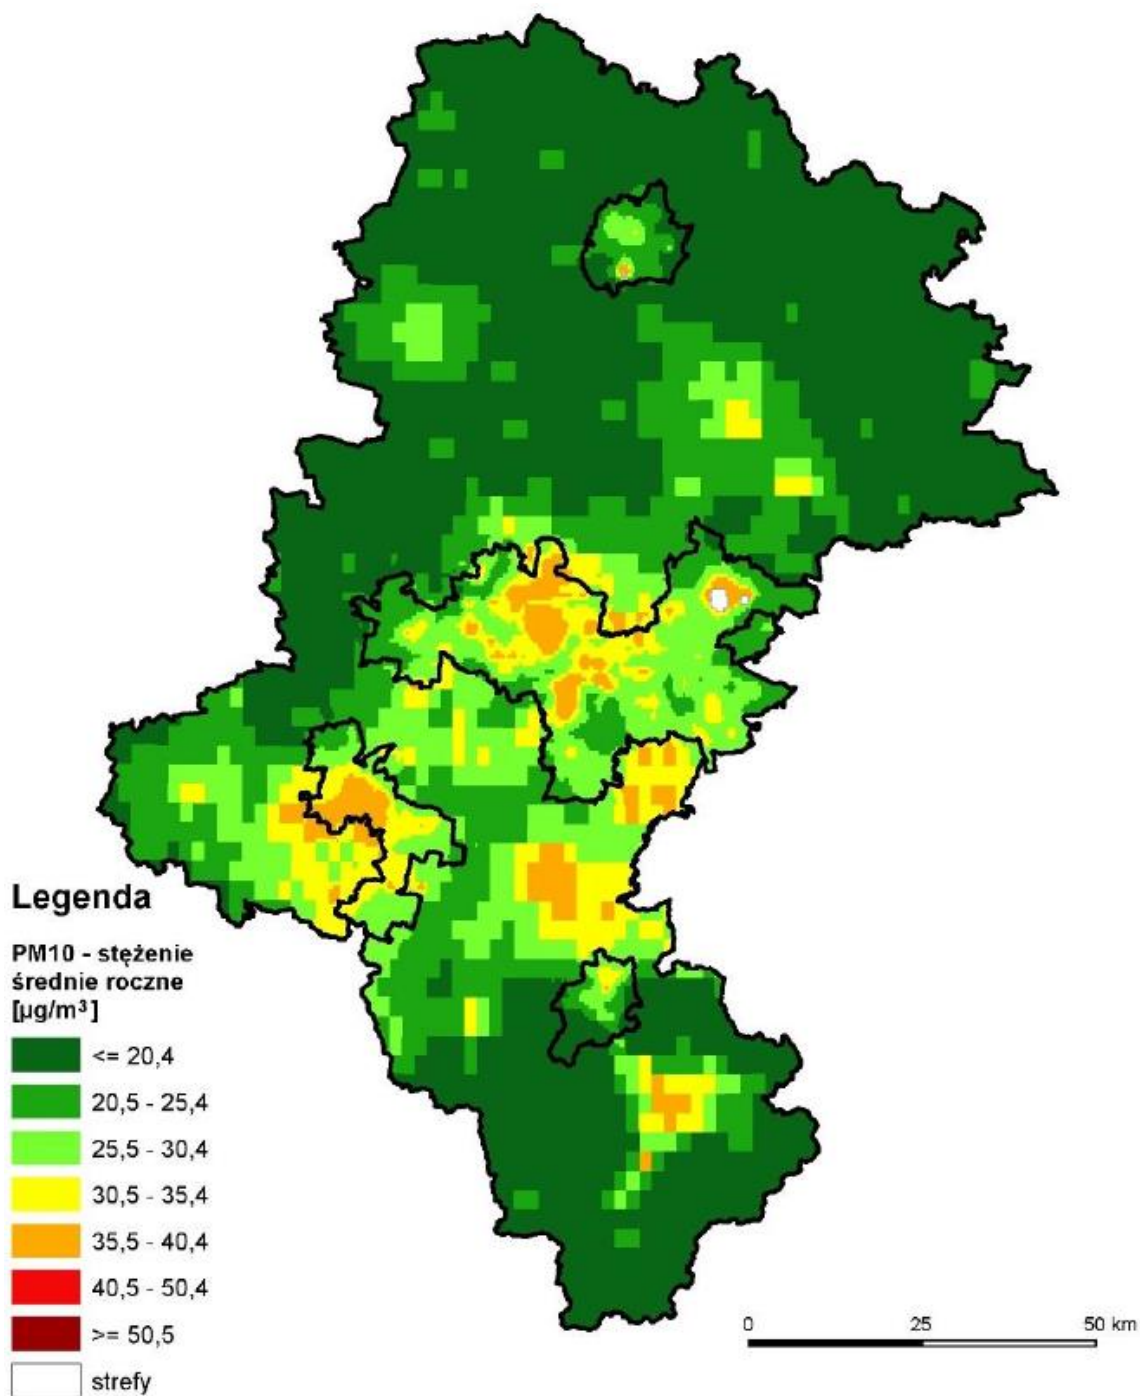 Legenda
PM10 - stężenie
średnie roczne
[µg/m³]
<= 20,4
20,5 - 25,4
25,5 - 30,4
30,5 - 35,4
35,5 - 40,4
40,5 - 50,4
>= 50,5
strefy
0 25 50 km